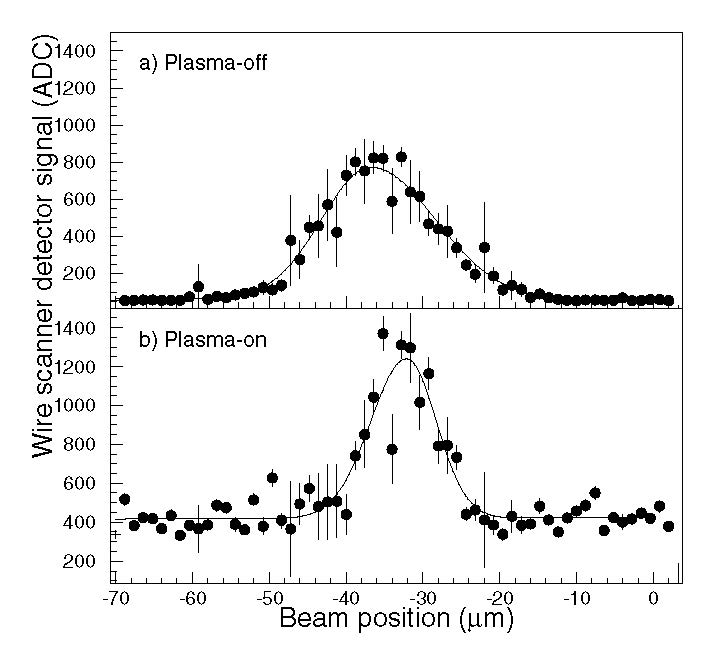 Wire scanner detector signal (ADC)
a) Plasma-off
1400
1200
1000
800
600
400
200
b) Plasma-on
1400
1200
1000
800
600
400
200
-70 -60 -50 -40 -30 -20 -10 0
Beam position (μm)